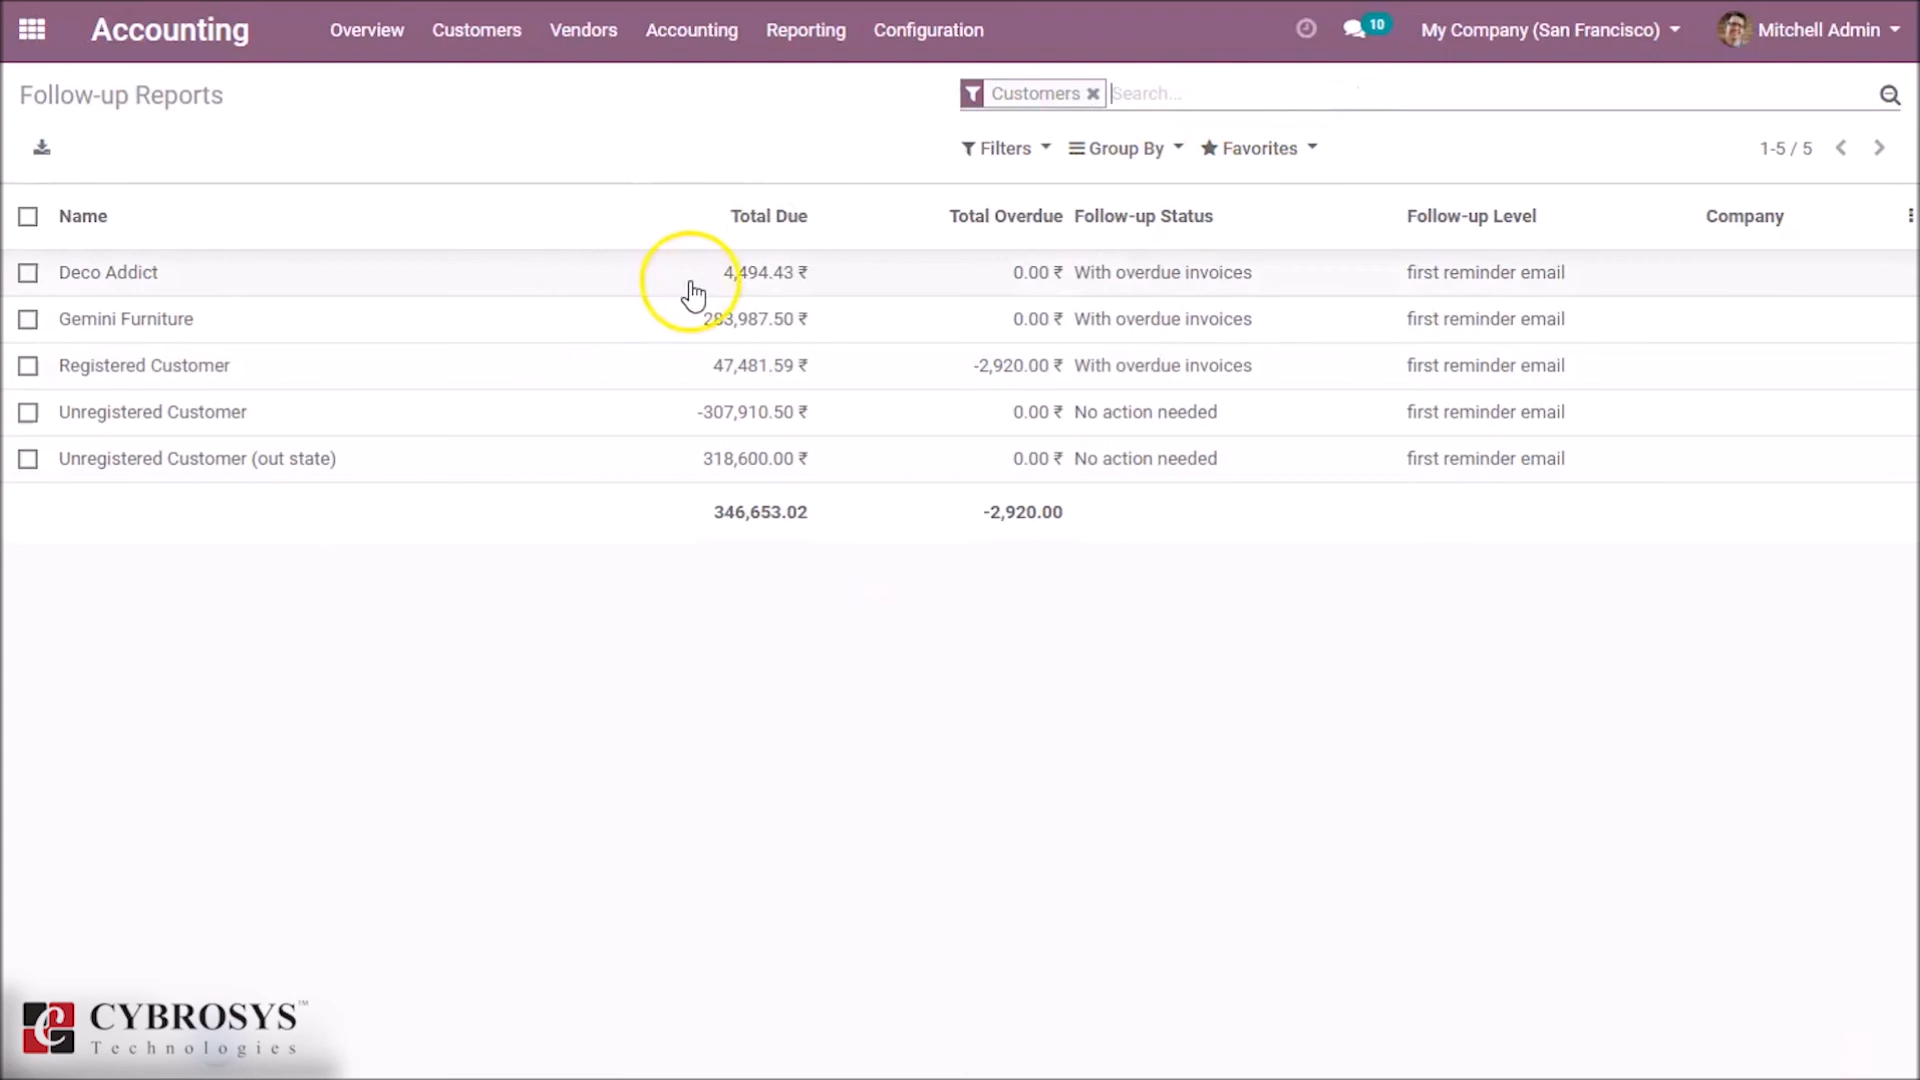 Accounting Overview Customers Vendors Accounting Reporting Configuration 10 My Company (San Francisco) Mitchell Admin
Follow-up Reports Customers Search...
Filters Group By Favorites 1-5 / 5
Name Total Due Total Overdue Follow-up Status Follow-up Level Company
Deco Addict 4,494.43 ₹ 0.00 ₹ With overdue invoices first reminder email
Gemini Furniture 283,987.50 ₹ 0.00 ₹ With overdue invoices first reminder email
Registered Customer 47,481.59 ₹ -2,920.00 ₹ With overdue invoices first reminder email
Unregistered Customer -307,910.50 ₹ 0.00 ₹ No action needed first reminder email
Unregistered Customer (out state) 318,600.00 ₹ 0.00 ₹ No action needed first reminder email
346,653.02 -2,920.00
CYBROSYS™
Technologies